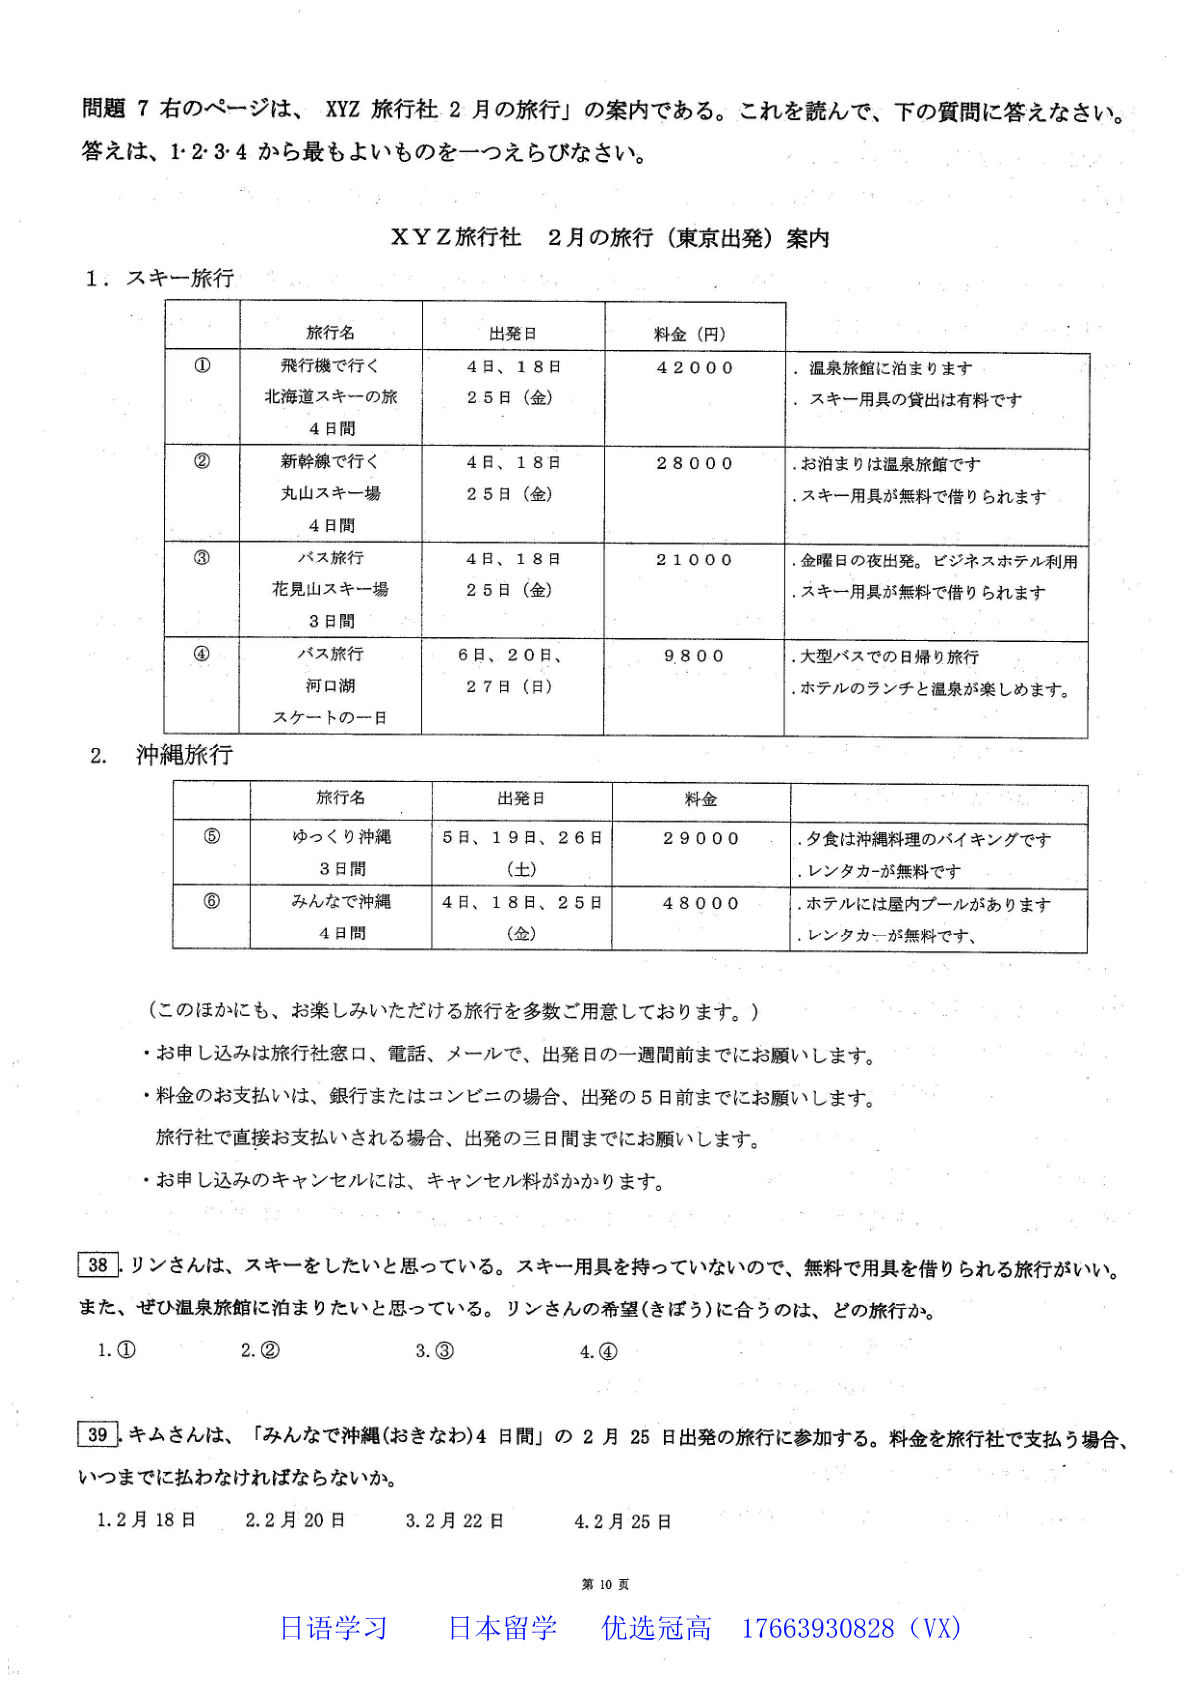 問題 7 右のページは、 XYZ 旅行社 2 月の旅行」の案内である。これを読んで、下の質問に答えなさい。
答えは、1·2·3·4 から最もよいものを一つえらびなさい。
ＸＹＺ旅行社　２月の旅行（東京出発）案内
１．スキー旅行
旅行名 出発日 料金（円）
① 飛行機で行く ４日、１８日 ４２０００ ．温泉旅館に泊まります
北海道スキーの旅 ２５日（金） ．スキー用具の貸出は有料です
４日間
② 新幹線で行く ４日、１８日 ２８０００ .お泊まりは温泉旅館です
丸山スキー場 ２５日（金） .スキー用具が無料で借りられます
４日間
③ バス旅行 ４日、１８日 ２１０００ .金曜日の夜出発。ビジネスホテル利用
花見山スキー場 ２５日（金） .スキー用具が無料で借りられます
３日間
④ バス旅行 ６日、２０日、 ９８００ .大型バスでの日帰り旅行
河口湖 ２７日（日） .ホテルのランチと温泉が楽しめます。
スケートの一日
2. 沖縄旅行
旅行名 出発日 料金
⑤ ゆっくり沖縄 ５日、１９日、２６日 ２９０００ .夕食は沖縄料理のバイキングです
３日間 （土） .レンタカーが無料です
⑥ みんなで沖縄 ４日、１８日、２５日 ４８０００ .ホテルには屋内プールがあります
４日間 （金） .レンタカーが無料です、
（このほかにも、お楽しみいただける旅行を多数ご用意しております。）
・お申し込みは旅行社窓口、電話、メールで、出発日の一週間前までにお願いします。
・料金のお支払いは、銀行またはコンビニの場合、出発の５日前までにお願いします。
旅行社で直接お支払いされる場合、出発の三日間までにお願いします。
・お申し込みのキャンセルには、キャンセル料がかかります。
38 .リンさんは、スキーをしたいと思っている。スキー用具を持っていないので、無料で用具を借りられる旅行がいい。
また、ぜひ温泉旅館に泊まりたいと思っている。リンさんの希望(きぼう)に合うのは、どの旅行か。
1.① 2.② 3.③ 4.④
39 .キムさんは、「みんなで沖縄(おきなわ)4 日間」の 2 月 25 日出発の旅行に参加する。料金を旅行社で支払う場合、
いつまでに払わなければならないか。
1.2 月 18 日 2.2 月 20 日 3.2 月 22 日 4.2 月 25 日
第 10 页
日语学习 日本留学 优选冠高 17663930828（VX）